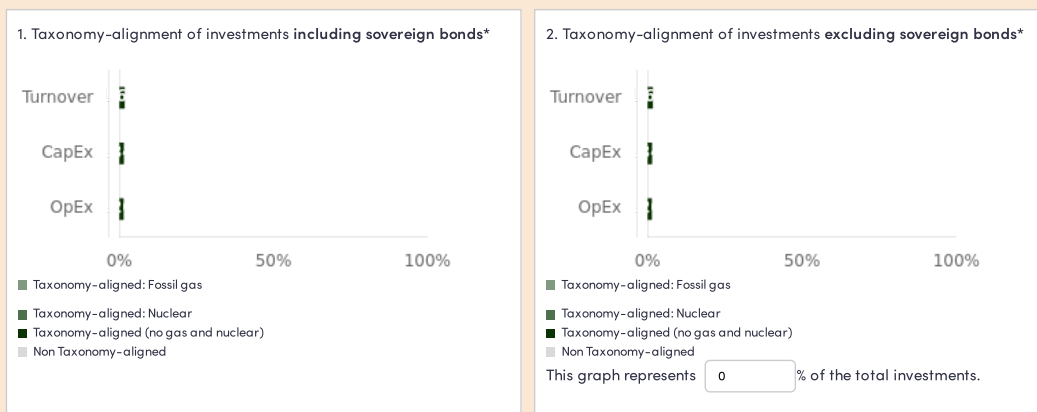 1. Taxonomy-alignment of investments including sovereign bonds*
Turnover
CapEx
OpEx
0% 50% 100%
Taxonomy-aligned: Fossil gas
Taxonomy-aligned: Nuclear
Taxonomy-aligned (no gas and nuclear)
Non Taxonomy-aligned
2. Taxonomy-alignment of investments excluding sovereign bonds*
Turnover
CapEx
OpEx
0% 50% 100%
Taxonomy-aligned: Fossil gas
Taxonomy-aligned: Nuclear
Taxonomy-aligned (no gas and nuclear)
Non Taxonomy-aligned
This graph represents 0 % of the total investments.